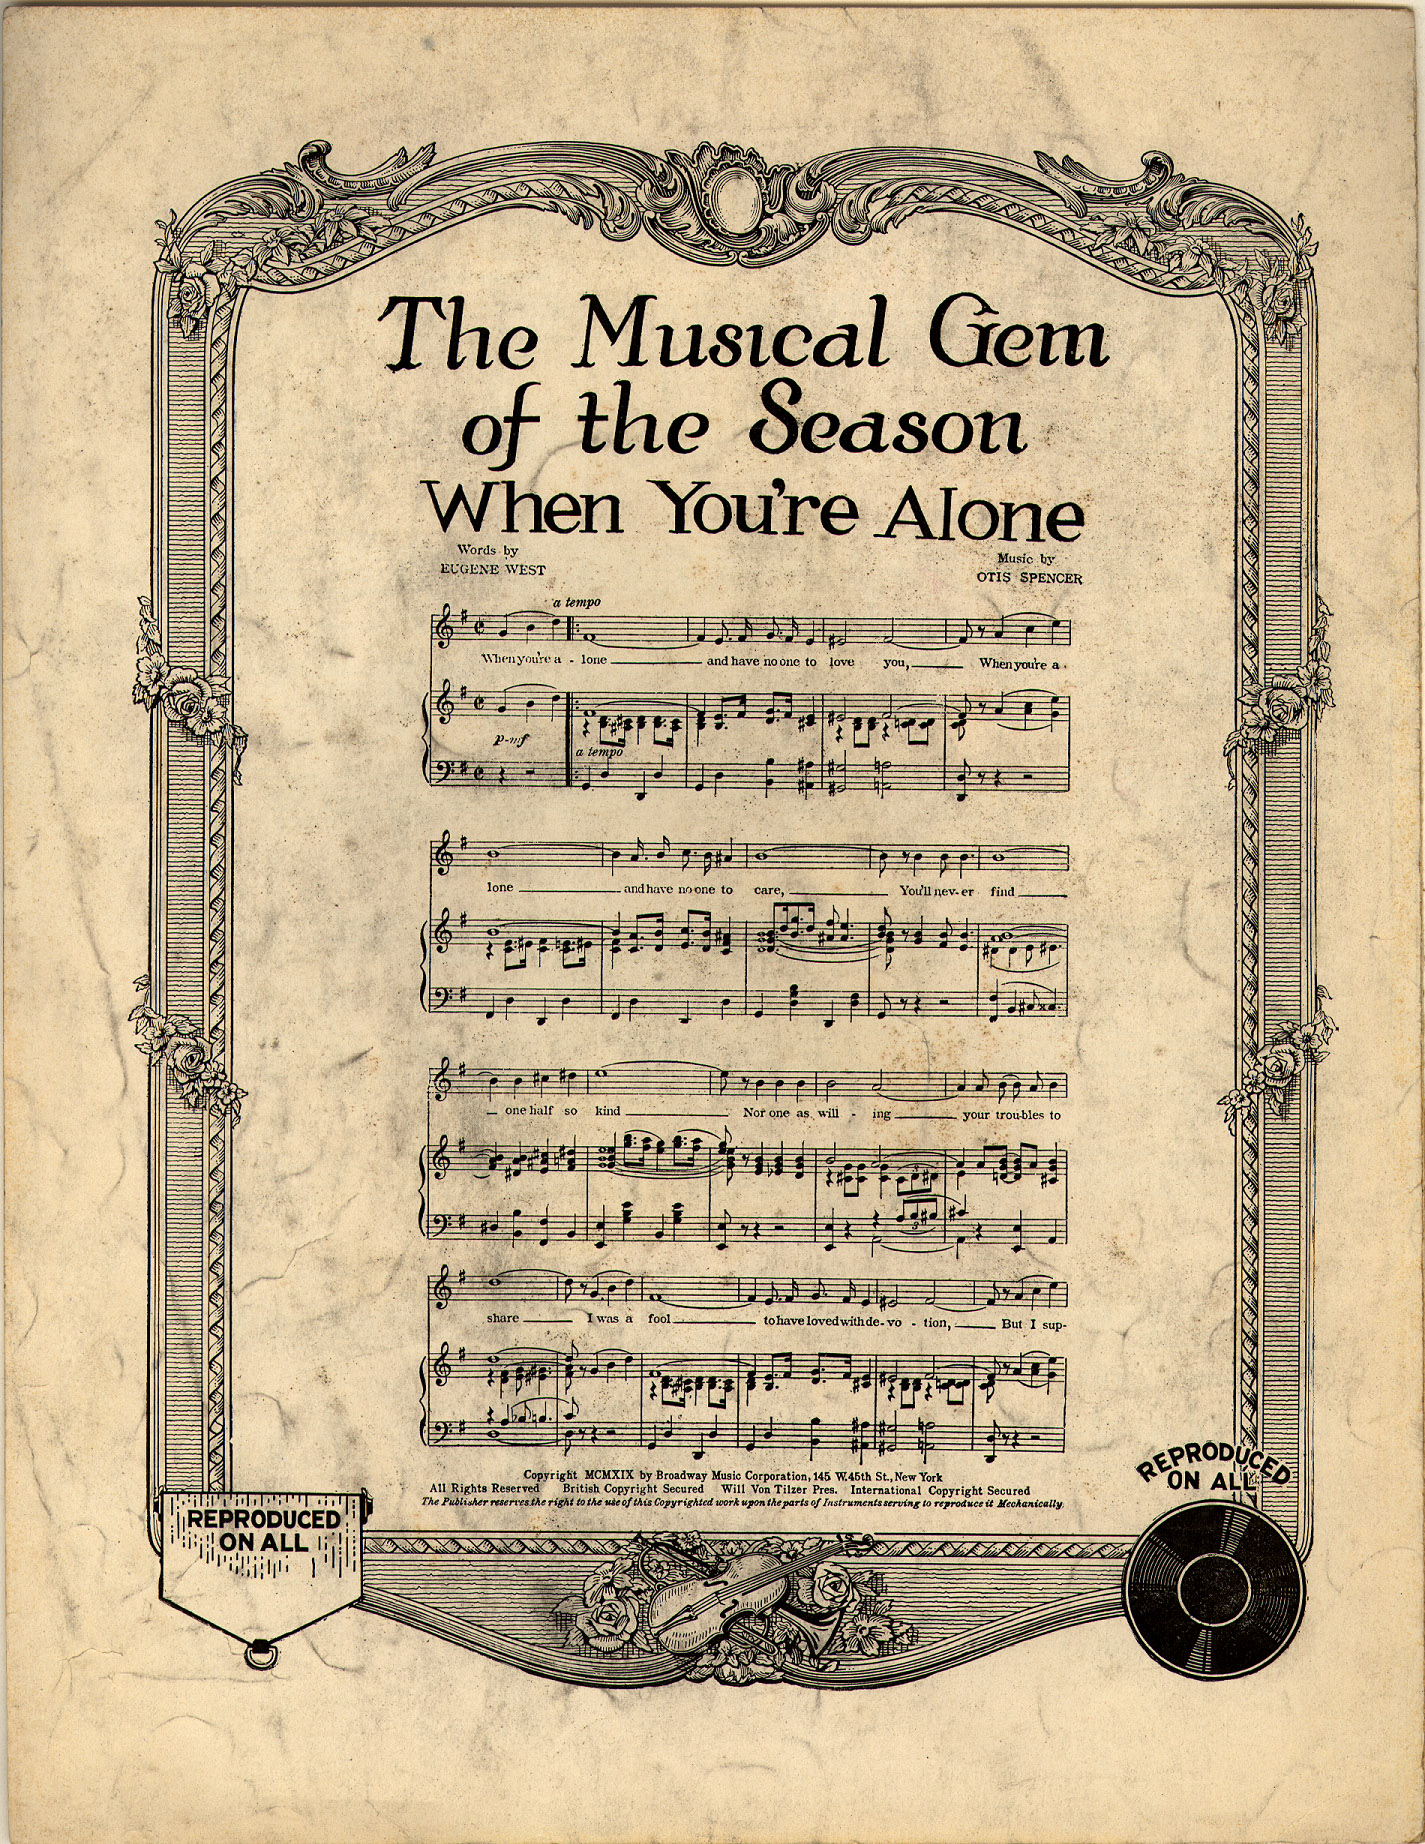 The Musical Gem
of the Season
When You're Alone
Words by
EUGENE WEST
Music by
OTIS SPENCER
a tempo
When you're a - lone and have no one to love you, When you're a -
p-mf
a tempo
lone and have no one to care, You'll nev-er find
one half so kind Nor one as will - ing your trou-bles to
3
share I was a fool to have loved with de-vo - tion, But I sup-
Copyright MCMXIX by Broadway Music Corporation, 145 W. 45th St., New York
All Rights Reserved British Copyright Secured Will Von Tilzer Pres. International Copyright Secured
The Publisher reserves the right to the use of this Copyrighted work upon the parts of Instruments serving to reproduce it Mechanically.
REPRODUCED
ON ALL
REPRODUCED
ON ALL